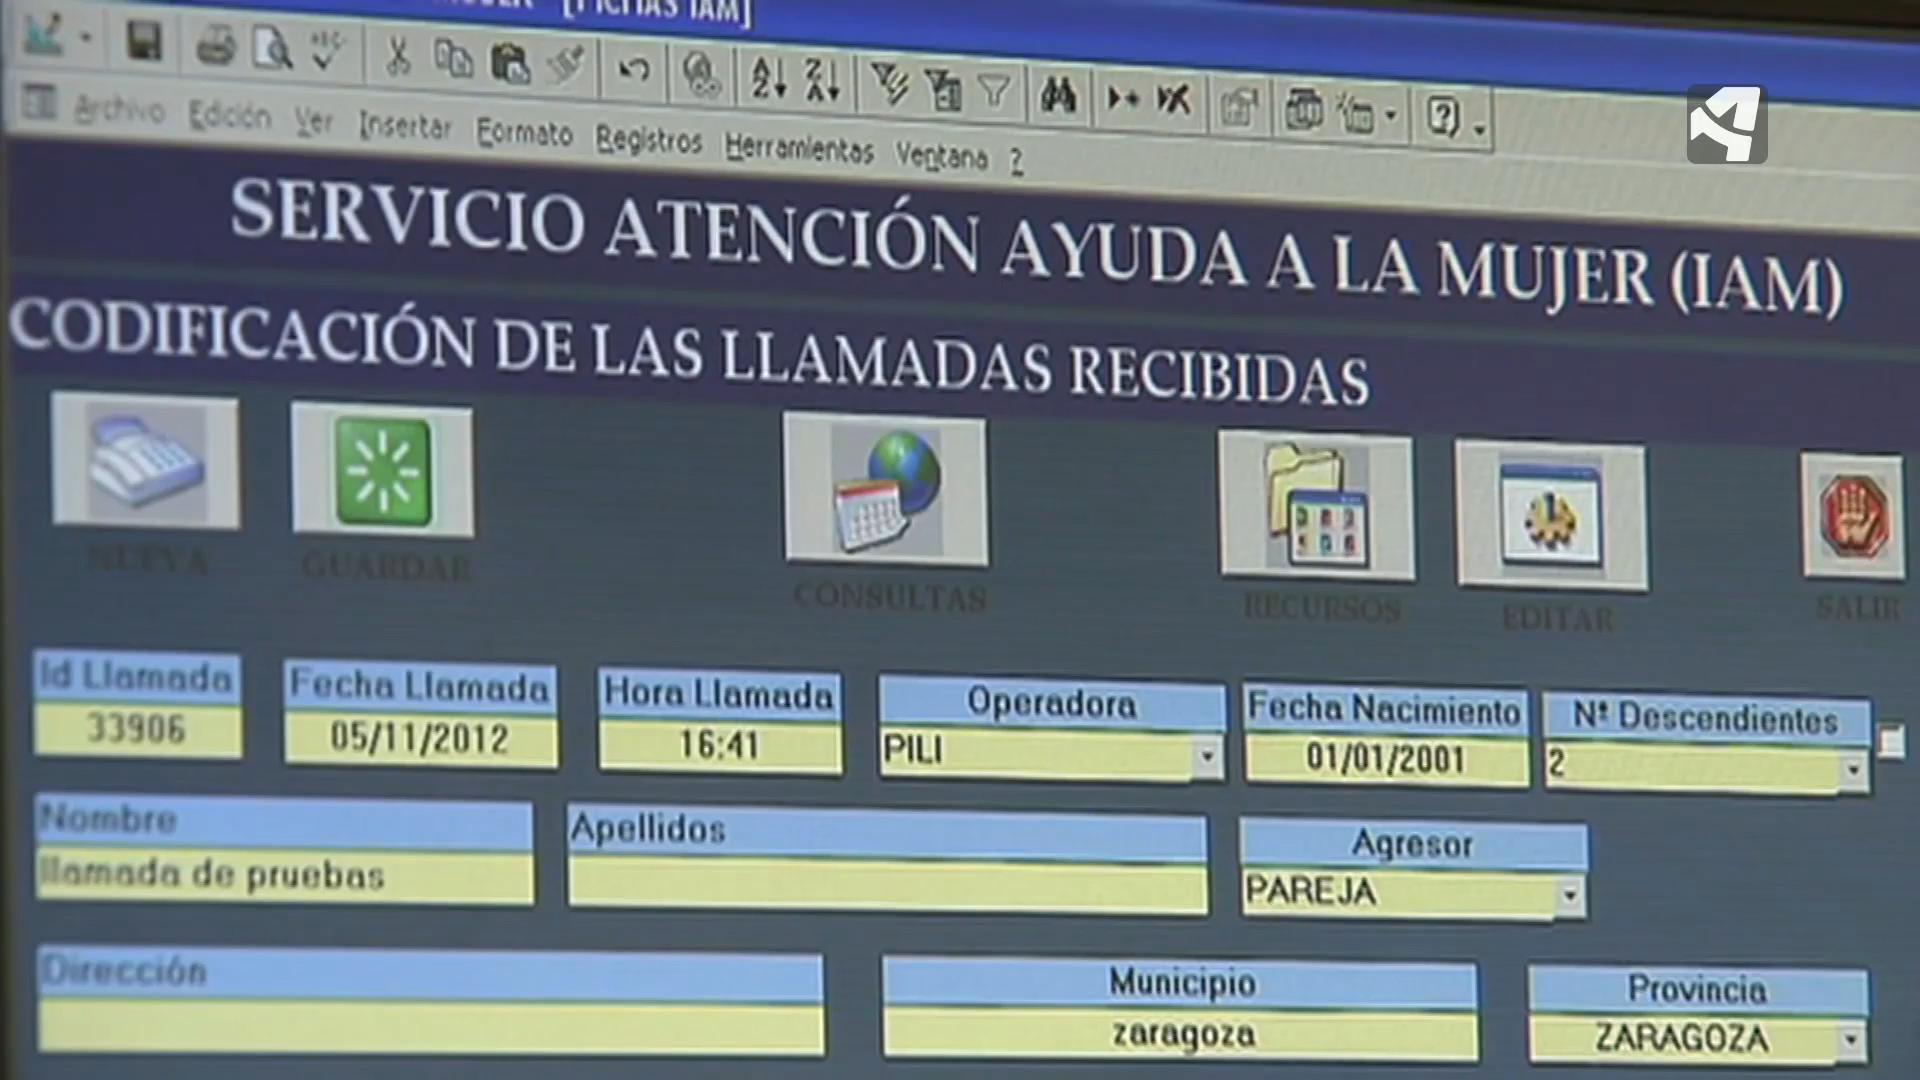 [FICHAS IAM]
Archivo Edición Ver Insertar Formato Registros Herramientas Ventana ?
SERVICIO ATENCIÓN AYUDA A LA MUJER (IAM)
CODIFICACIÓN DE LAS LLAMADAS RECIBIDAS
NUEVA GUARDAR CONSULTAS RECURSOS EDITAR SALIR
Id Llamada Fecha Llamada Hora Llamada Operadora Fecha Nacimiento Nº Descendientes
33906 05/11/2012 16:41 PILI 01/01/2001 2
Nombre Apellidos Agresor
llamada de pruebas PAREJA
Dirección Municipio Provincia
zaragoza ZARAGOZA